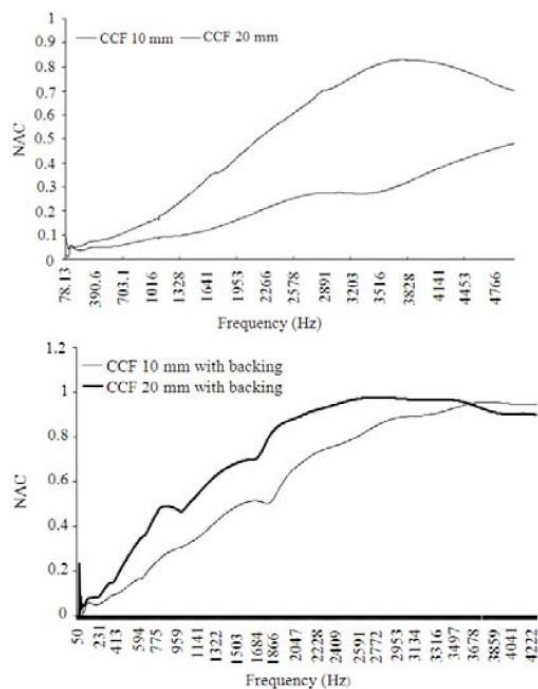 1
CCF 10 mm CCF 20 mm
0.9
0.8
0.7
0.6
0.5
0.4
0.3
0.2
0.1
0
NAC
78.13 390.6 703.1 1016 1328 1641 1953 2266 2578 2891 3203 3516 3828 4141 4453 4766
Frequency (Hz)
1.2
CCF 10 mm with backing
CCF 20 mm with backing
1
0.8
0.6
0.4
0.2
0
NAC
50 231 413 594 775 959 1141 1322 1503 1684 1866 2047 2228 2409 2591 2772 2953 3134 3316 3497 3678 3859 4041 4222
Frequency (Hz)